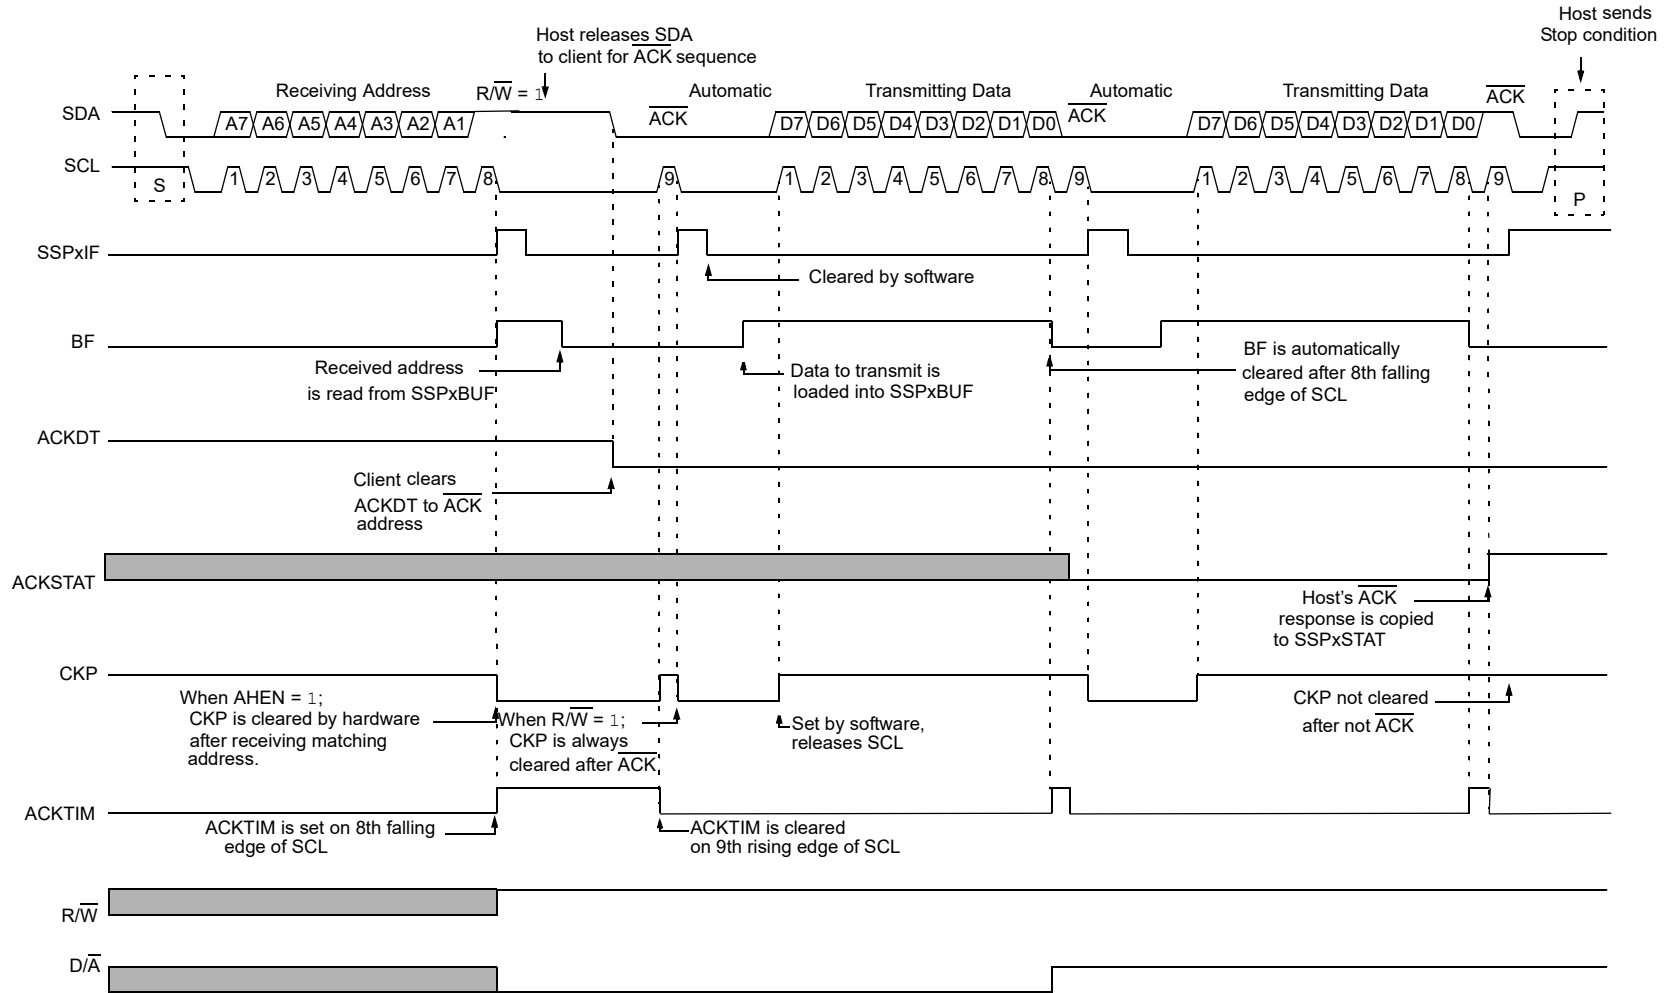 Host sends
Stop condition
Host releases SDA
to client for ACK sequence
Receiving Address
R/W = 1
Automatic
Transmitting Data
Automatic
Transmitting Data
ACK
SDA
A7 A6 A5 A4 A3 A2 A1
ACK
D7 D6 D5 D4 D3 D2 D1 D0
ACK
D7 D6 D5 D4 D3 D2 D1 D0
SCL
S
1 2 3 4 5 6 7 8
9
1 2 3 4 5 6 7 8 9
1 2 3 4 5 6 7 8 9
P
SSPxIF
Cleared by software
BF
Received address
is read from SSPxBUF
Data to transmit is
loaded into SSPxBUF
BF is automatically
cleared after 8th falling
edge of SCL
ACKDT
Client clears
ACKDT to ACK
address
ACKSTAT
Host's ACK
response is copied
to SSPxSTAT
CKP
When AHEN = 1;
CKP is cleared by hardware
after receiving matching
address.
When R/W = 1;
CKP is always
cleared after ACK
Set by software,
releases SCL
CKP not cleared
after not ACK
ACKTIM
ACKTIM is set on 8th falling
edge of SCL
ACKTIM is cleared
on 9th rising edge of SCL
R/W
D/A